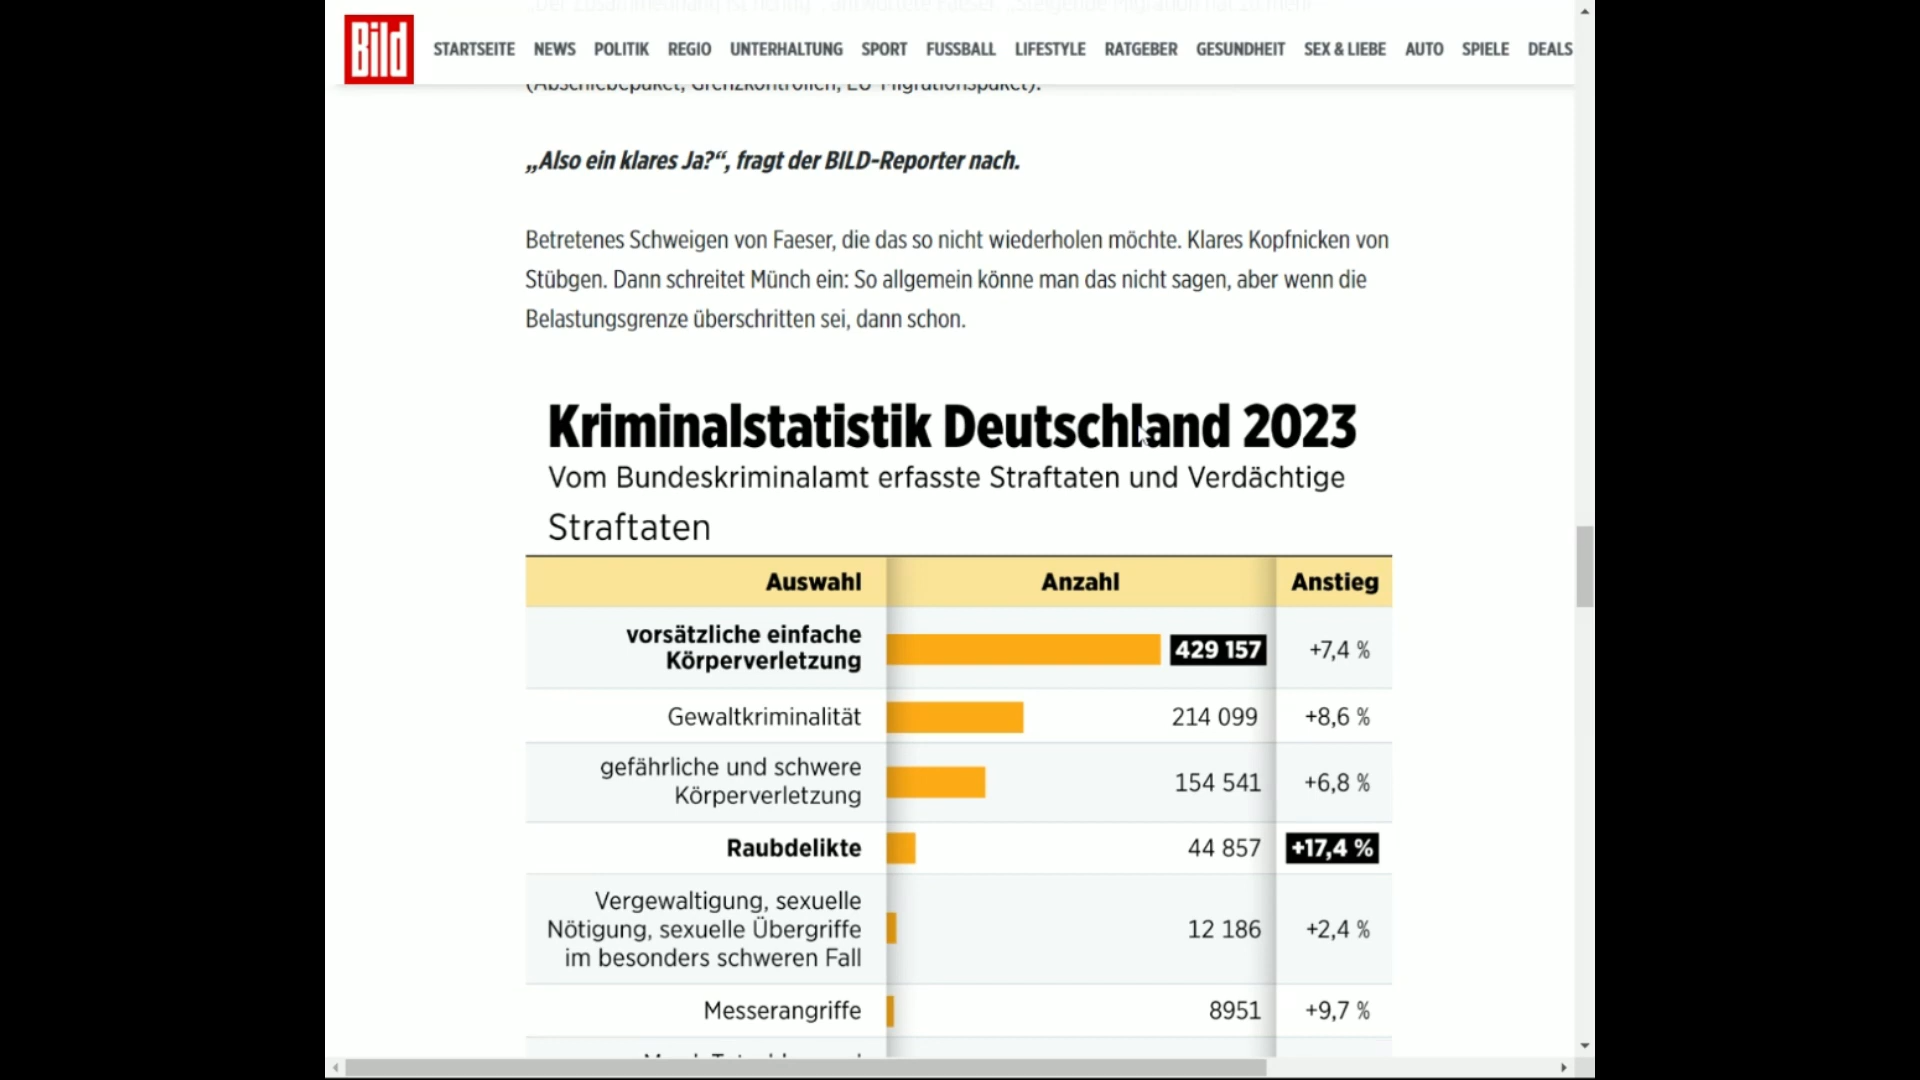 Bild
STARTSEITE NEWS POLITIK REGIO UNTERHALTUNG SPORT FUSSBALL LIFESTYLE RATGEBER GESUNDHEIT SEX & LIEBE AUTO SPIELE DEALS
(Abschiebepaket, Grenzkontrollen, EU-Migrationspaket).
„Also ein klares Ja?“, fragt der BILD-Reporter nach.
Betretenes Schweigen von Faeser, die das so nicht wiederholen möchte. Klares Kopfnicken von
Stübgen. Dann schreitet Münch ein: So allgemein könne man das nicht sagen, aber wenn die
Belastungsgrenze überschritten sei, dann schon.
Kriminalstatistik Deutschland 2023
Vom Bundeskriminalamt erfasste Straftaten und Verdächtige
Straftaten
Auswahl Anzahl Anstieg
vorsätzliche einfache
Körperverletzung 429 157 +7,4 %
Gewaltkriminalität 214 099 +8,6 %
gefährliche und schwere
Körperverletzung 154 541 +6,8 %
Raubdelikte 44 857 +17,4 %
Vergewaltigung, sexuelle
Nötigung, sexuelle Übergriffe 12 186 +2,4 %
im besonders schweren Fall
Messerangriffe 8951 +9,7 %